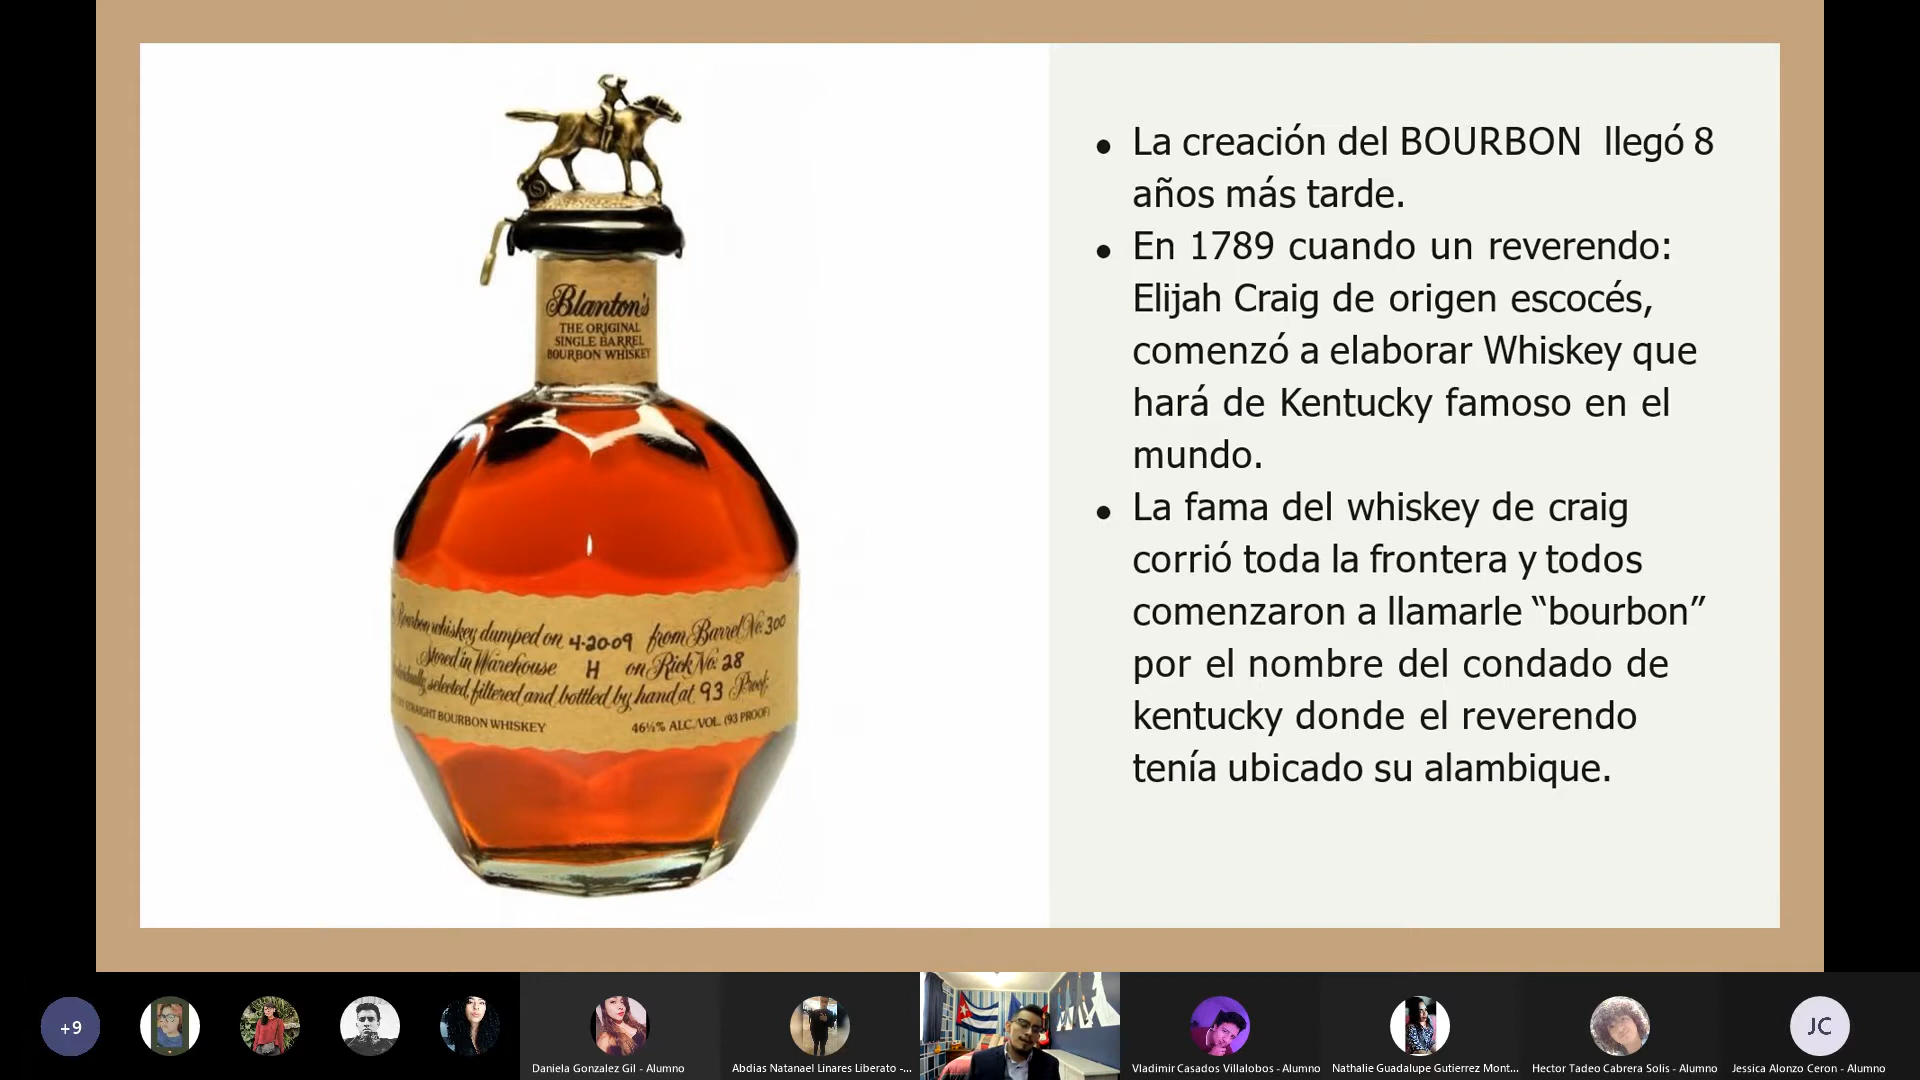 Blanton's
THE ORIGINAL
SINGLE BARREL
BOURBON WHISKEY
Bourbon whiskey dumped on 4-20-09 from Barrel No. 300
Stored in Warehouse H on Rick No. 28
Individually selected, filtered and bottled by hand at 93 Proof.
STRAIGHT BOURBON WHISKEY 46½% ALC./VOL. (93 PROOF)
• La creación del BOURBON llegó 8
años más tarde.
• En 1789 cuando un reverendo:
Elijah Craig de origen escocés,
comenzó a elaborar Whiskey que
hará de Kentucky famoso en el
mundo.
• La fama del whiskey de craig
corrió toda la frontera y todos
comenzaron a llamarle “bourbon”
por el nombre del condado de
kentucky donde el reverendo
tenía ubicado su alambique.
+9
Daniela Gonzalez Gil - Alumno
Abdias Natanael Linares Liberato -...
Vladimir Casados Villalobos - Alumno
Nathalie Guadalupe Gutierrez Mont...
Hector Tadeo Cabrera Solis - Alumno
JC
Jessica Alonzo Ceron - Alumno